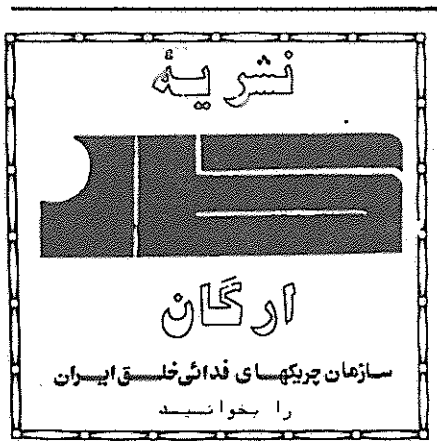 نشریهٔ
کار
ارگان
سازمان چریکهای فدائی خلق ایران
را بخوانید